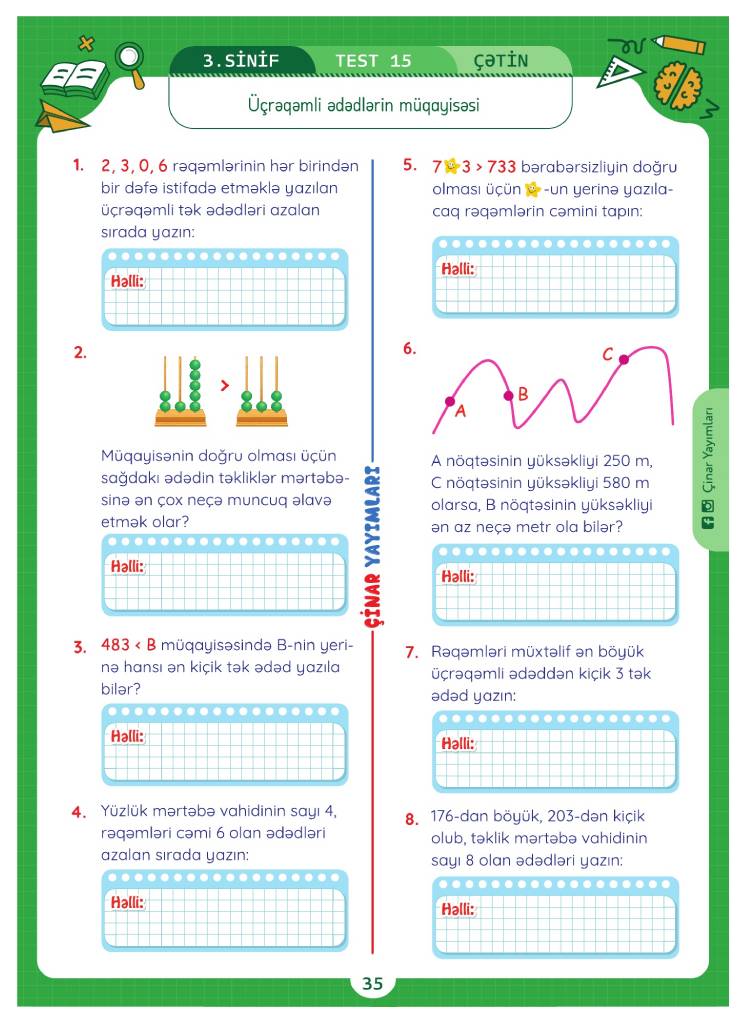 3.SİNİF TEST 15 ÇƏTİN
Üçrəqəmli ədədlərin müqayisəsi
1. 2, 3, 0, 6 rəqəmlərinin hər birindən
bir dəfə istifadə etməklə yazılan
üçrəqəmli tək ədədləri azalan
sırada yazın:
Həlli:
2.
>
Müqayisənin doğru olması üçün
sağdakı ədədin təkliklər mərtəbə-
sinə ən çox neçə muncuq əlavə
etmək olar?
Həlli:
3. 483 < B müqayisəsində B-nin yeri-
nə hansı ən kiçik tək ədəd yazıla
bilər?
Həlli:
4. Yüzlük mərtəbə vahidinin sayı 4,
rəqəmləri cəmi 6 olan ədədləri
azalan sırada yazın:
Həlli:
ÇİNAR YAYIMLARI
5. 7 3 > 733 bərabərsizliyin doğru
olması üçün -un yerinə yazıla-
caq rəqəmlərin cəmini tapın:
Həlli:
6.
A
B
C
A nöqtəsinin yüksəkliyi 250 m,
C nöqtəsinin yüksəkliyi 580 m
olarsa, B nöqtəsinin yüksəkliyi
ən az neçə metr ola bilər?
Həlli:
7. Rəqəmləri müxtəlif ən böyük
üçrəqəmli ədəddən kiçik 3 tək
ədəd yazın:
Həlli:
8. 176-dan böyük, 203-dən kiçik
olub, təklik mərtəbə vahidinin
sayı 8 olan ədədləri yazın:
Həlli:
Çinar Yayımları
35